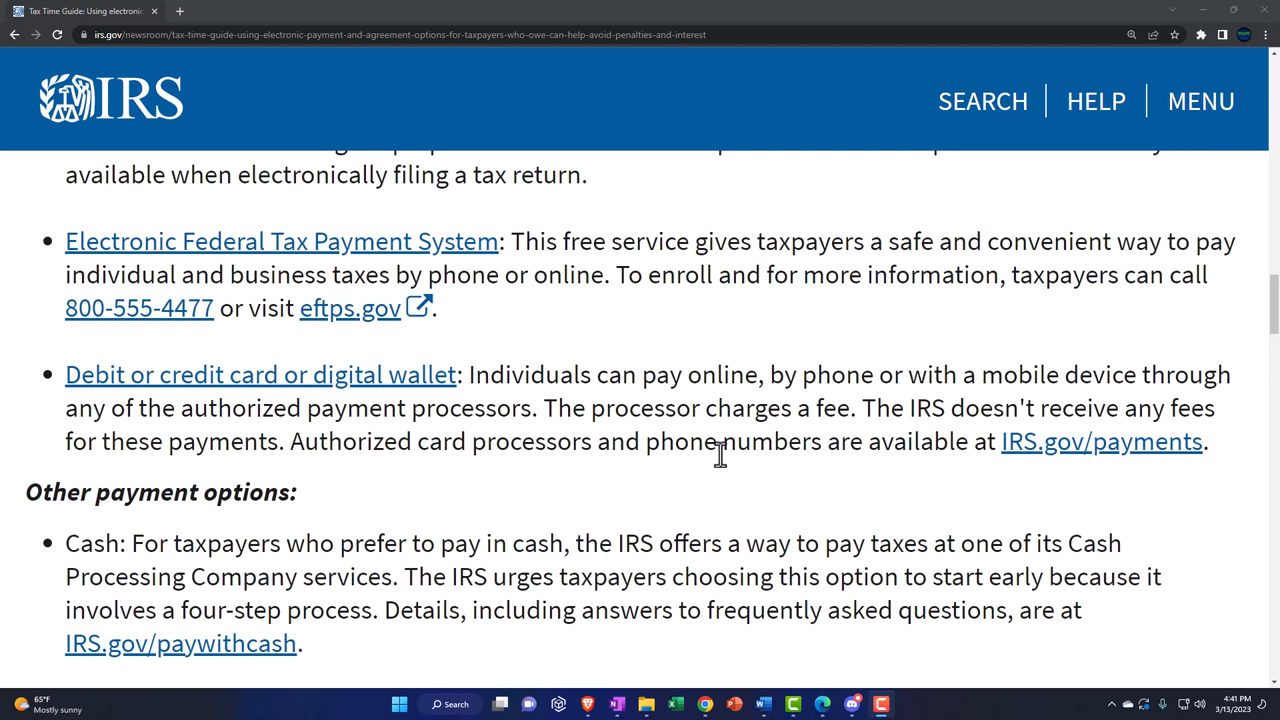 Tax Time Guide: Using electronic
irs.gov/newsroom/tax-time-guide-using-electronic-payment-and-agreement-options-for-taxpayers-who-owe-can-help-avoid-penalties-and-interest
IRS
SEARCH
HELP
MENU
available when electronically filing a tax return.
Electronic Federal Tax Payment System: This free service gives taxpayers a safe and convenient way to pay
individual and business taxes by phone or online. To enroll and for more information, taxpayers can call
800-555-4477 or visit eftps.gov.
Debit or credit card or digital wallet: Individuals can pay online, by phone or with a mobile device through
any of the authorized payment processors. The processor charges a fee. The IRS doesn't receive any fees
for these payments. Authorized card processors and phone numbers are available at IRS.gov/payments.
Other payment options:
Cash: For taxpayers who prefer to pay in cash, the IRS offers a way to pay taxes at one of its Cash
Processing Company services. The IRS urges taxpayers choosing this option to start early because it
involves a four-step process. Details, including answers to frequently asked questions, are at
IRS.gov/paywithcash.
65°F
Mostly sunny
Search
4:41 PM
3/13/2023